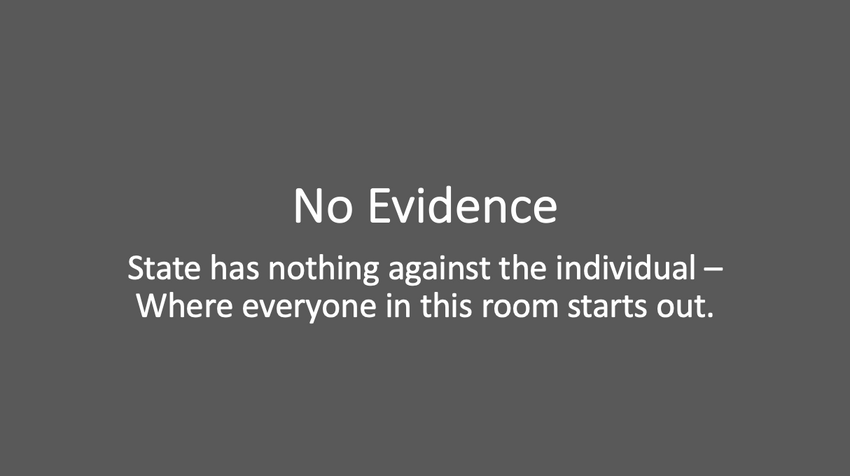 No Evidence
State has nothing against the individual –
Where everyone in this room starts out.